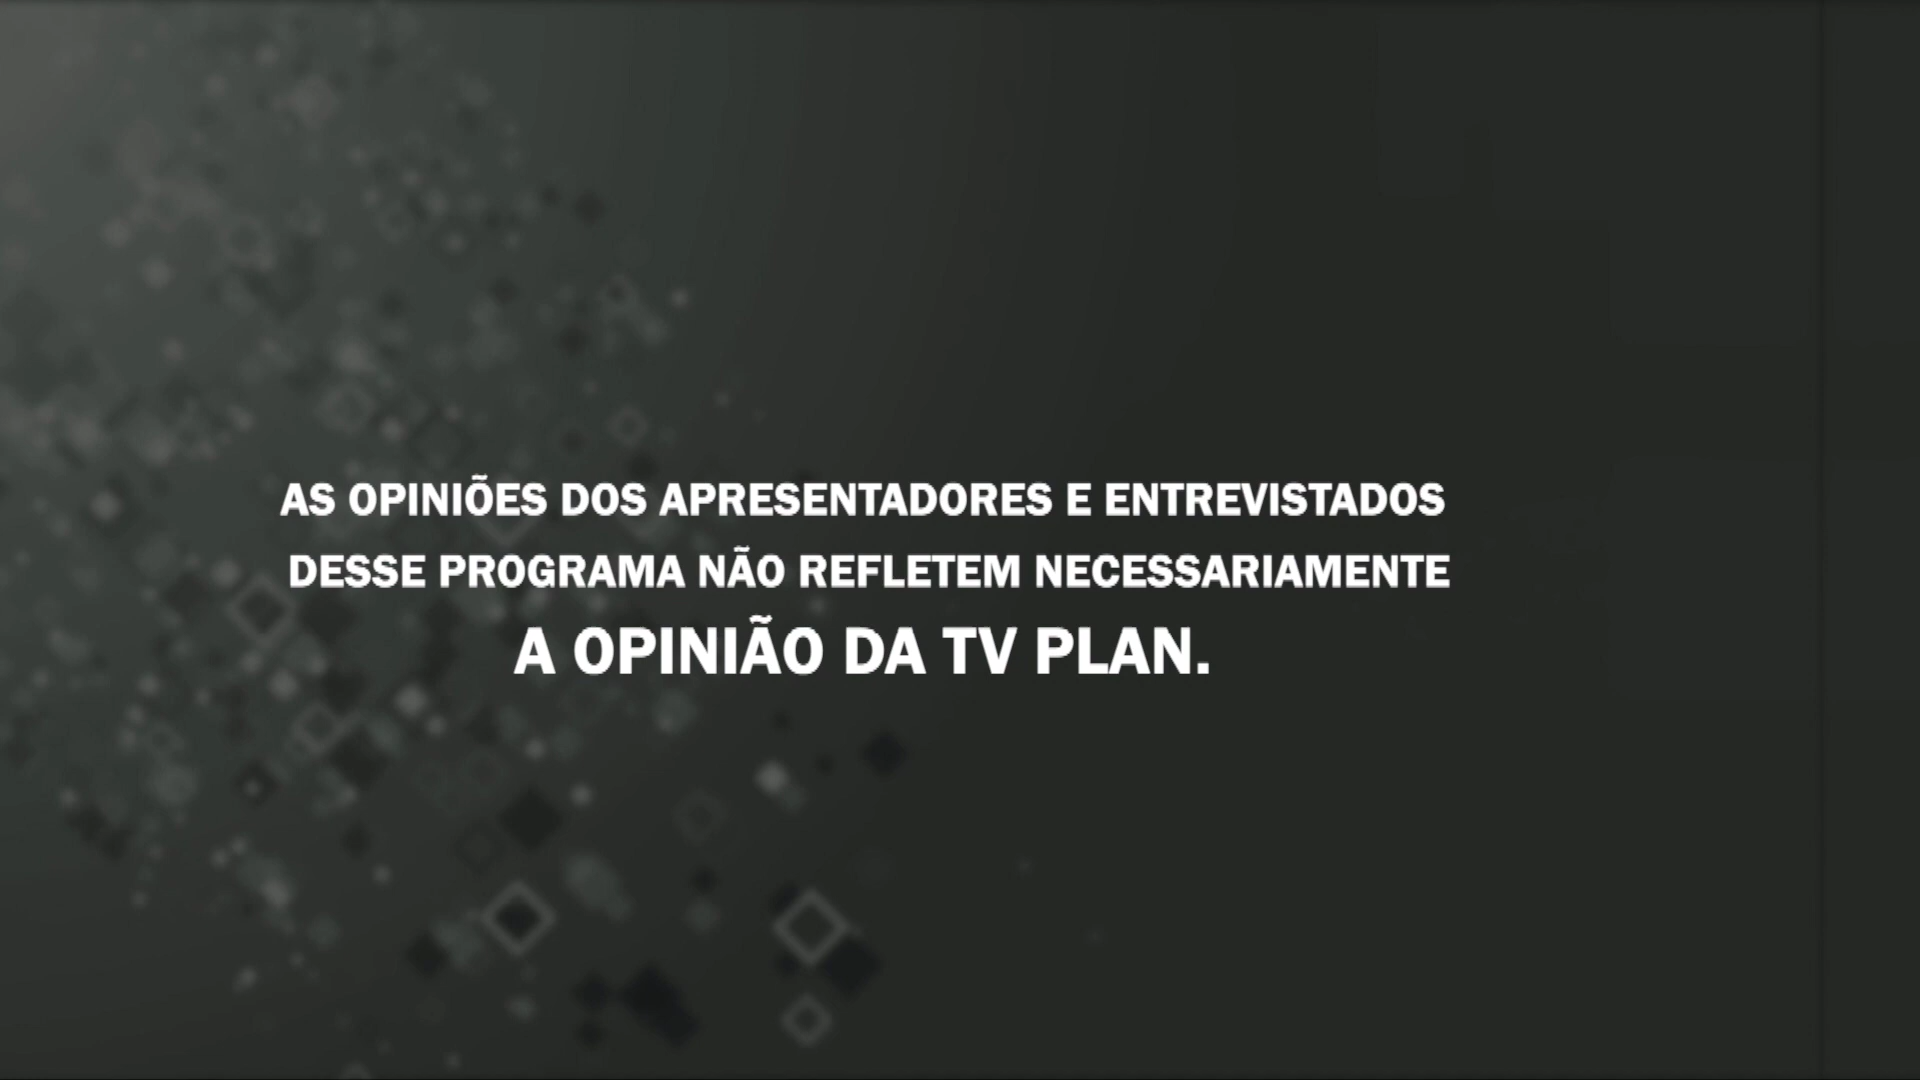 AS OPINIÕES DOS APRESENTADORES E ENTREVISTADOS
DESSE PROGRAMA NÃO REFLETEM NECESSARIAMENTE
A OPINIÃO DA TV PLAN.